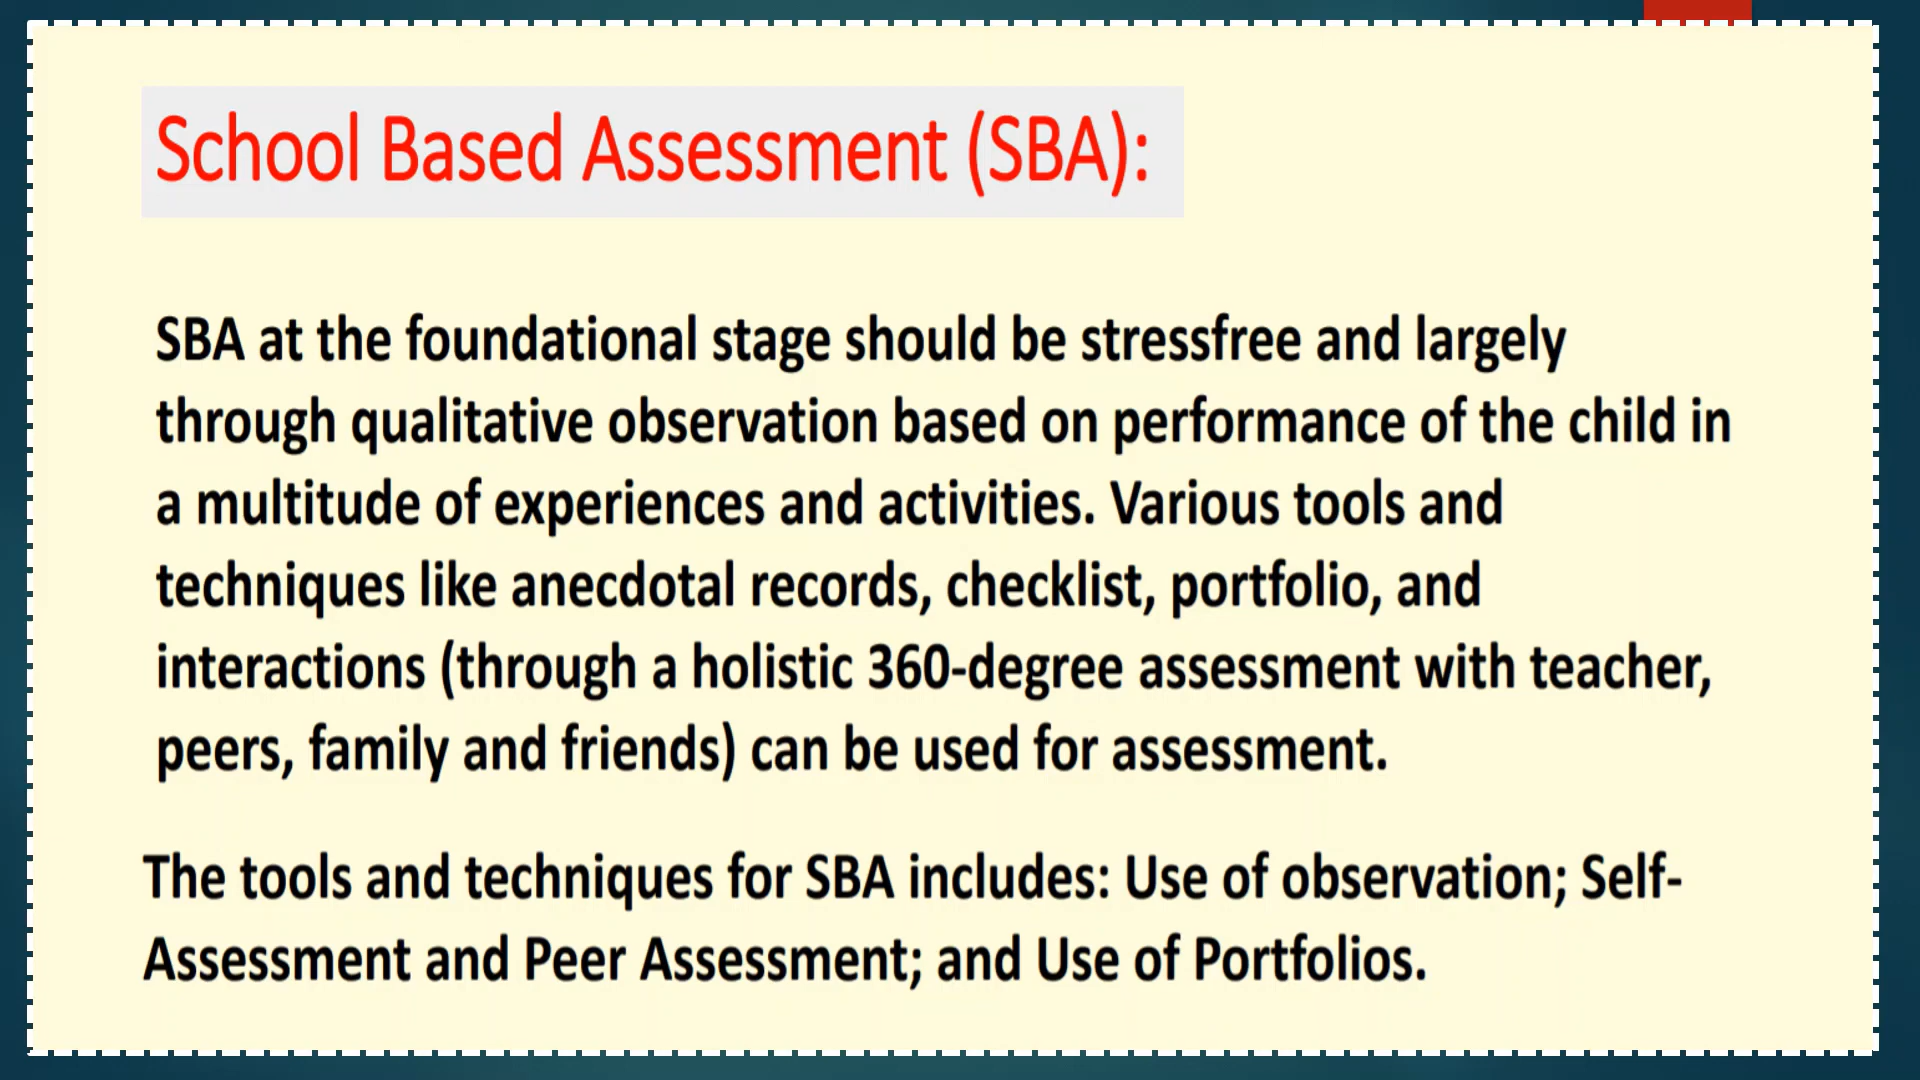 School Based Assessment (SBA):
SBA at the foundational stage should be stressfree and largely
through qualitative observation based on performance of the child in
a multitude of experiences and activities. Various tools and
techniques like anecdotal records, checklist, portfolio, and
interactions (through a holistic 360-degree assessment with teacher,
peers, family and friends) can be used for assessment.
The tools and techniques for SBA includes: Use of observation; Self-
Assessment and Peer Assessment; and Use of Portfolios.